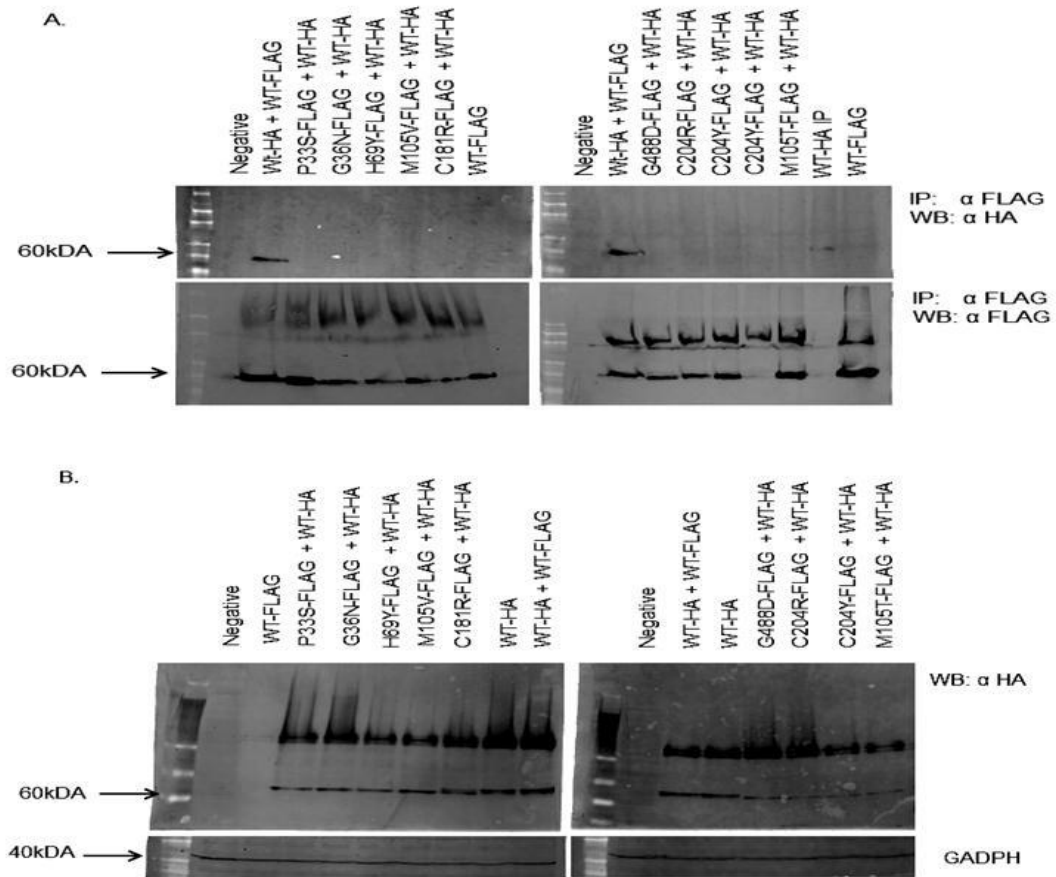 A.
Negative
Wt-HA + WT-FLAG
P33S-FLAG + WT-HA
G36N-FLAG + WT-HA
H69Y-FLAG + WT-HA
M105V-FLAG + WT-HA
C181R-FLAG + WT-HA
WT-FLAG
Negative
Wt-HA + WT-FLAG
G488D-FLAG + WT-HA
C204R-FLAG + WT-HA
C204Y-FLAG + WT-HA
C204Y-FLAG + WT-HA
M105T-FLAG + WT-HA
WT-HA IP
WT-FLAG
IP: α FLAG
WB: α HA
60kDA
IP: α FLAG
WB: α FLAG
60kDA
B.
Negative
WT-FLAG
P33S-FLAG + WT-HA
G36N-FLAG + WT-HA
H69Y-FLAG + WT-HA
M105V-FLAG + WT-HA
C181R-FLAG + WT-HA
WT-HA
WT-HA + WT-FLAG
Negative
WT-HA + WT-FLAG
WT-HA
G488D-FLAG + WT-HA
C204R-FLAG + WT-HA
C204Y-FLAG + WT-HA
M105T-FLAG + WT-HA
WB: α HA
60kDA
40kDA
GADPH